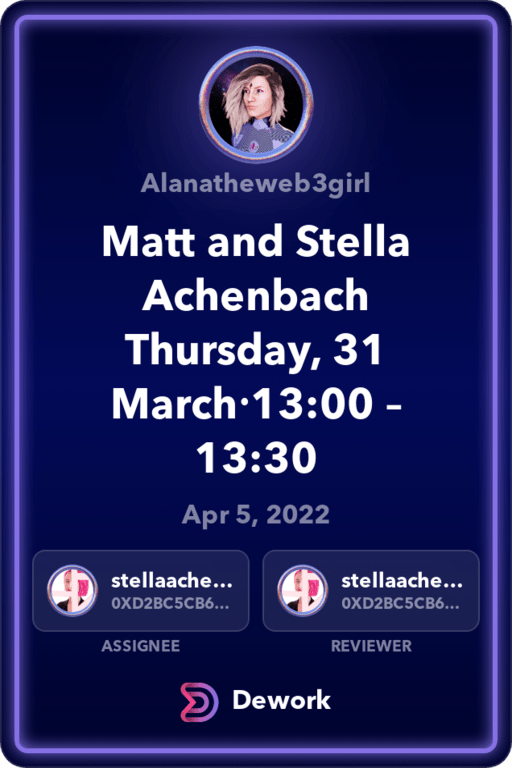 Alanatheweb3girl
Matt and Stella
Achenbach
Thursday, 31
March·13:00 –
13:30
Apr 5, 2022
stellaache...
0XD2BC5CB6...
ASSIGNEE
stellaache...
0XD2BC5CB6...
REVIEWER
Dework